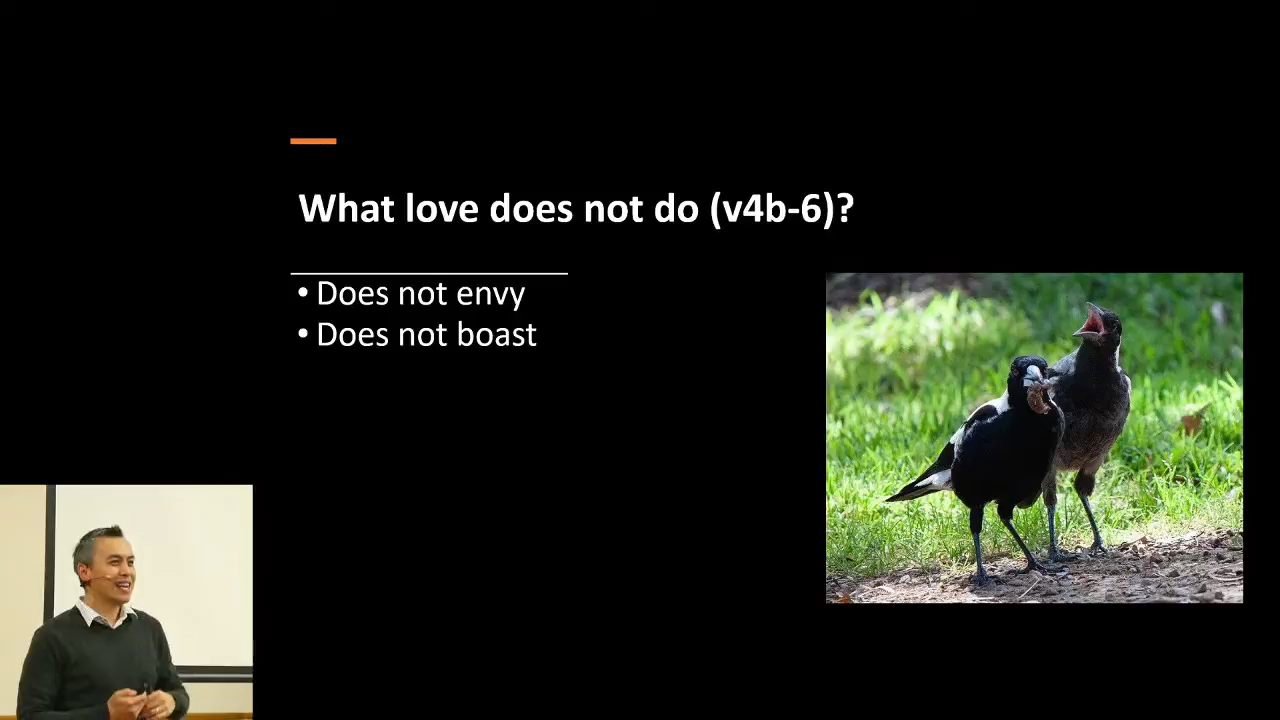 What love does not do (v4b-6)?
• Does not envy
• Does not boast